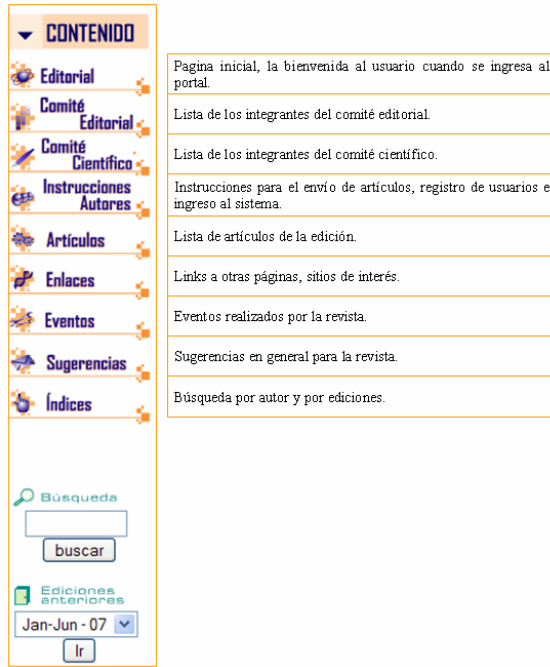 CONTENIDO
Editorial
Pagina inicial, la bienvenida al usuario cuando se ingresa al
portal.
Comité
Editorial
Lista de los integrantes del comité editorial.
Comité
Científico
Lista de los integrantes del comité científico.
Instrucciones
Autores
Instrucciones para el envío de artículos, registro de usuarios e
ingreso al sistema.
Artículos
Lista de artículos de la edición.
Enlaces
Links a otras páginas, sitios de interés.
Eventos
Eventos realizados por la revista.
Sugerencias
Sugerencias en general para la revista.
Índices
Búsqueda por autor y por ediciones.
Búsqueda
buscar
Ediciones
anteriores
Jan-Jun - 07
Ir